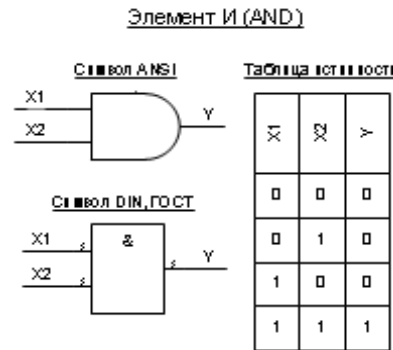 Элемент И (AND)
Символ ANSI
X1
X2
Y
Символ DIN, ГОСТ
X1
X2
&
s
s
s
Y
Таблица истиности
X1 X2 Y
0 0 0
0 1 0
1 0 0
1 1 1